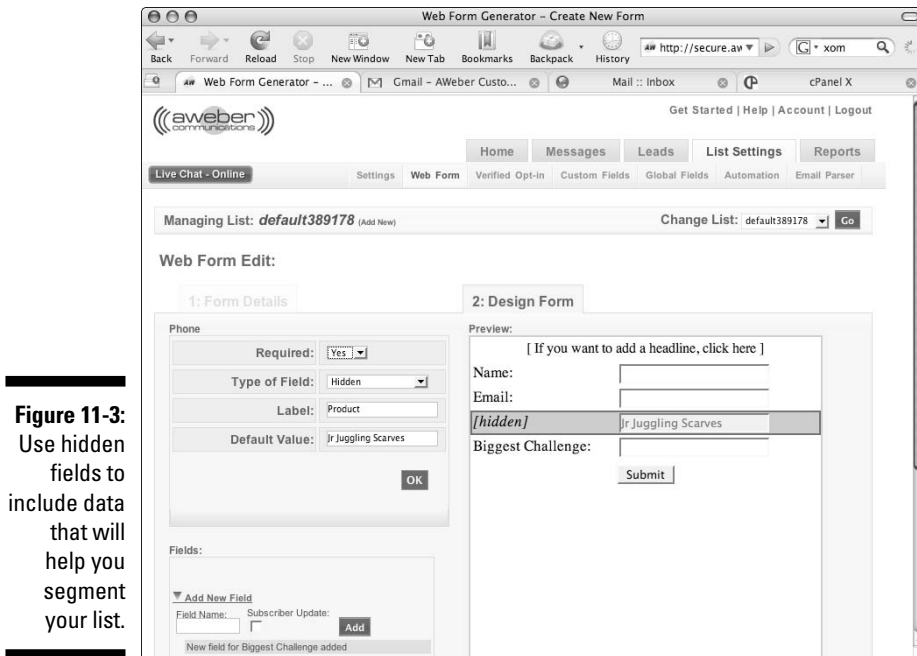 Web Form Generator – Create New Form
Back Forward Reload Stop New Window New Tab Bookmarks Backpack History
AW http://secure.aw
G xom
AW Web Form Generator – ... Gmail – AWeber Custo... Mail :: Inbox cPanel X
aweber
communications
Get Started | Help | Account | Logout
Home Messages Leads List Settings Reports
Live Chat - Online
Settings Web Form Verified Opt-in Custom Fields Global Fields Automation Email Parser
Managing List: default389178 (Add New)
Change List: default389178 Go
Web Form Edit:
1: Form Details
2: Design Form
Phone
Required: Yes
Type of Field: Hidden
Label: Product
Default Value: Jr Juggling Scarves
OK
Preview:
[ If you want to add a headline, click here ]
Name:
Email:
[hidden] Jr Juggling Scarves
Biggest Challenge:
Submit
Fields:
Add New Field
Field Name: Subscriber Update:
Add
New field for Biggest Challenge added
Figure 11-3:
Use hidden
fields to
include data
that will
help you
segment
your list.